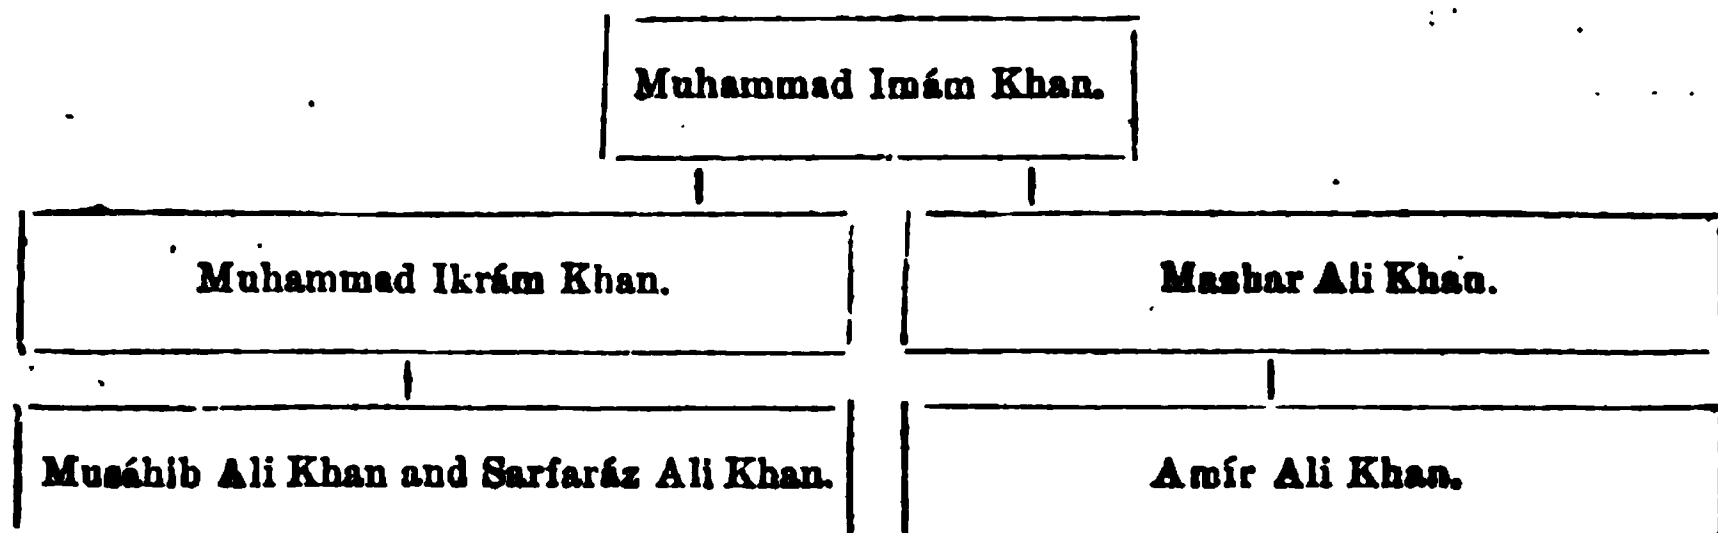 Muhammad Imám Khan.
Muhammad Ikrám Khan.
Mazhar Ali Khan.
Musáhib Ali Khan and Sarfaráz Ali Khan.
Amír Ali Khan.